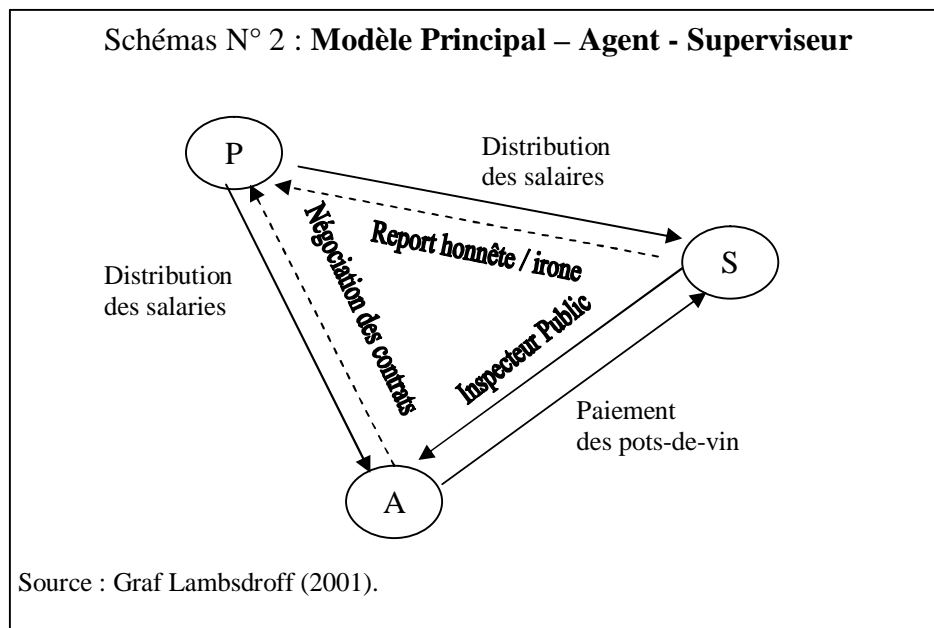 Schémas N° 2 : Modèle Principal – Agent - Superviseur
P
Distribution
des salaires
Négociation des contrats
Report honnête / irone
S
Distribution
des salaries
Inspecteur Public
Paiement
des pots-de-vin
A
Source : Graf Lambsdroff (2001).